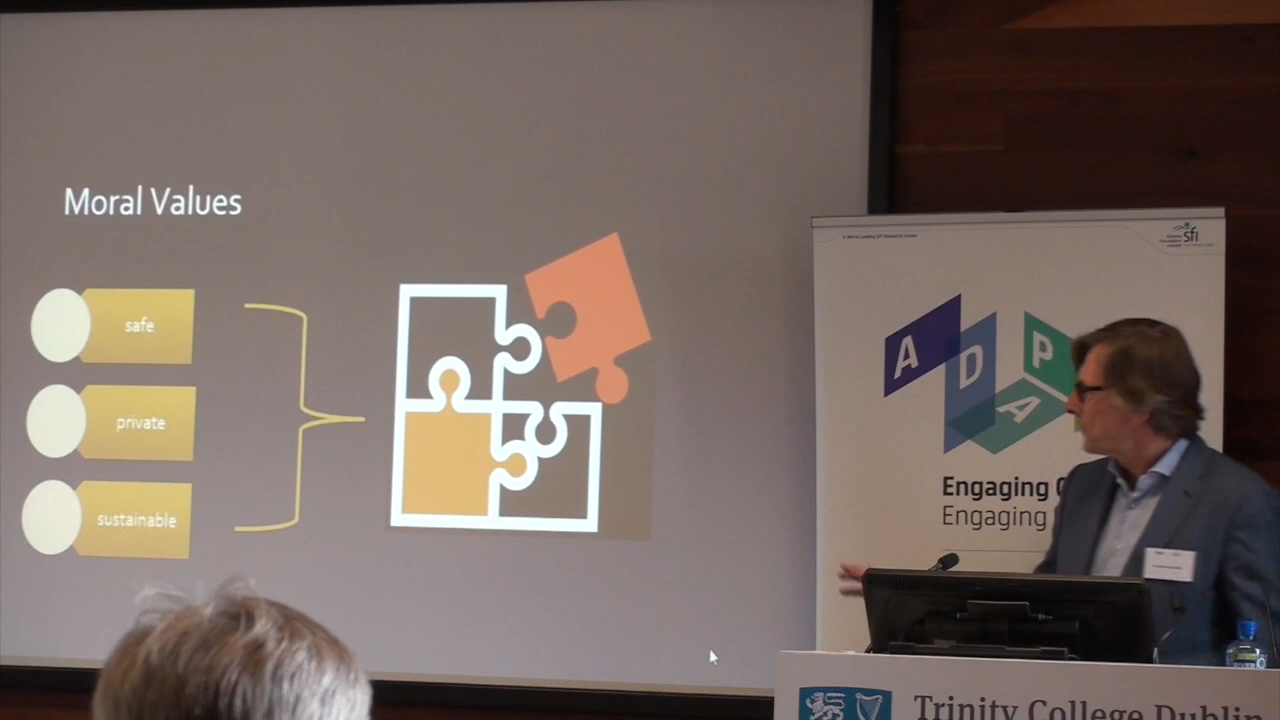 Moral Values
safe
private
sustainable
A World Leading SFI Research Centre
sfi
A
D
A
P
Engaging
Engaging
Trinity College Dublin